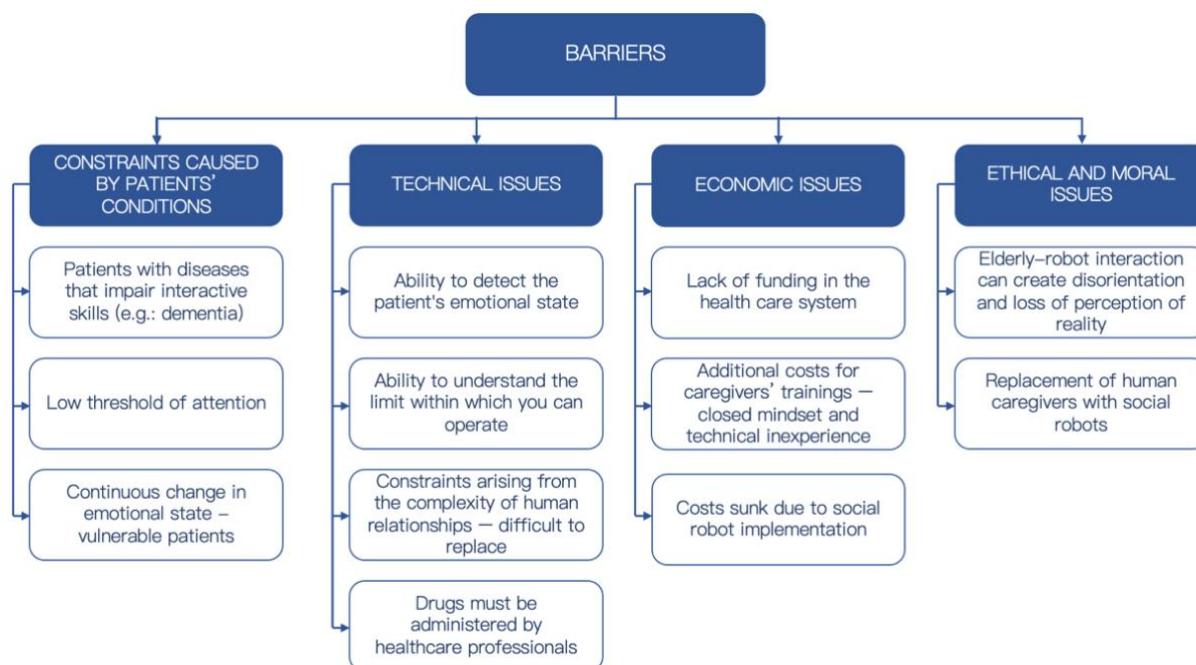 BARRIERS
CONSTRAINTS CAUSED
BY PATIENTS'
CONDITIONS
Patients with diseases
that impair interactive
skills (e.g.: dementia)
Low threshold of attention
Continuous change in
emotional state –
vulnerable patients
TECHNICAL ISSUES
Ability to detect the
patient's emotional state
Ability to understand the
limit within which you can
operate
Constraints arising from
the complexity of human
relationships — difficult to
replace
Drugs must be
administered by
healthcare professionals
ECONOMIC ISSUES
Lack of funding in the
health care system
Additional costs for
caregivers' trainings —
closed mindset and
technical inexperience
Costs sunk due to social
robot implementation
ETHICAL AND MORAL
ISSUES
Elderly–robot interaction
can create disorientation
and loss of perception of
reality
Replacement of human
caregivers with social
robots